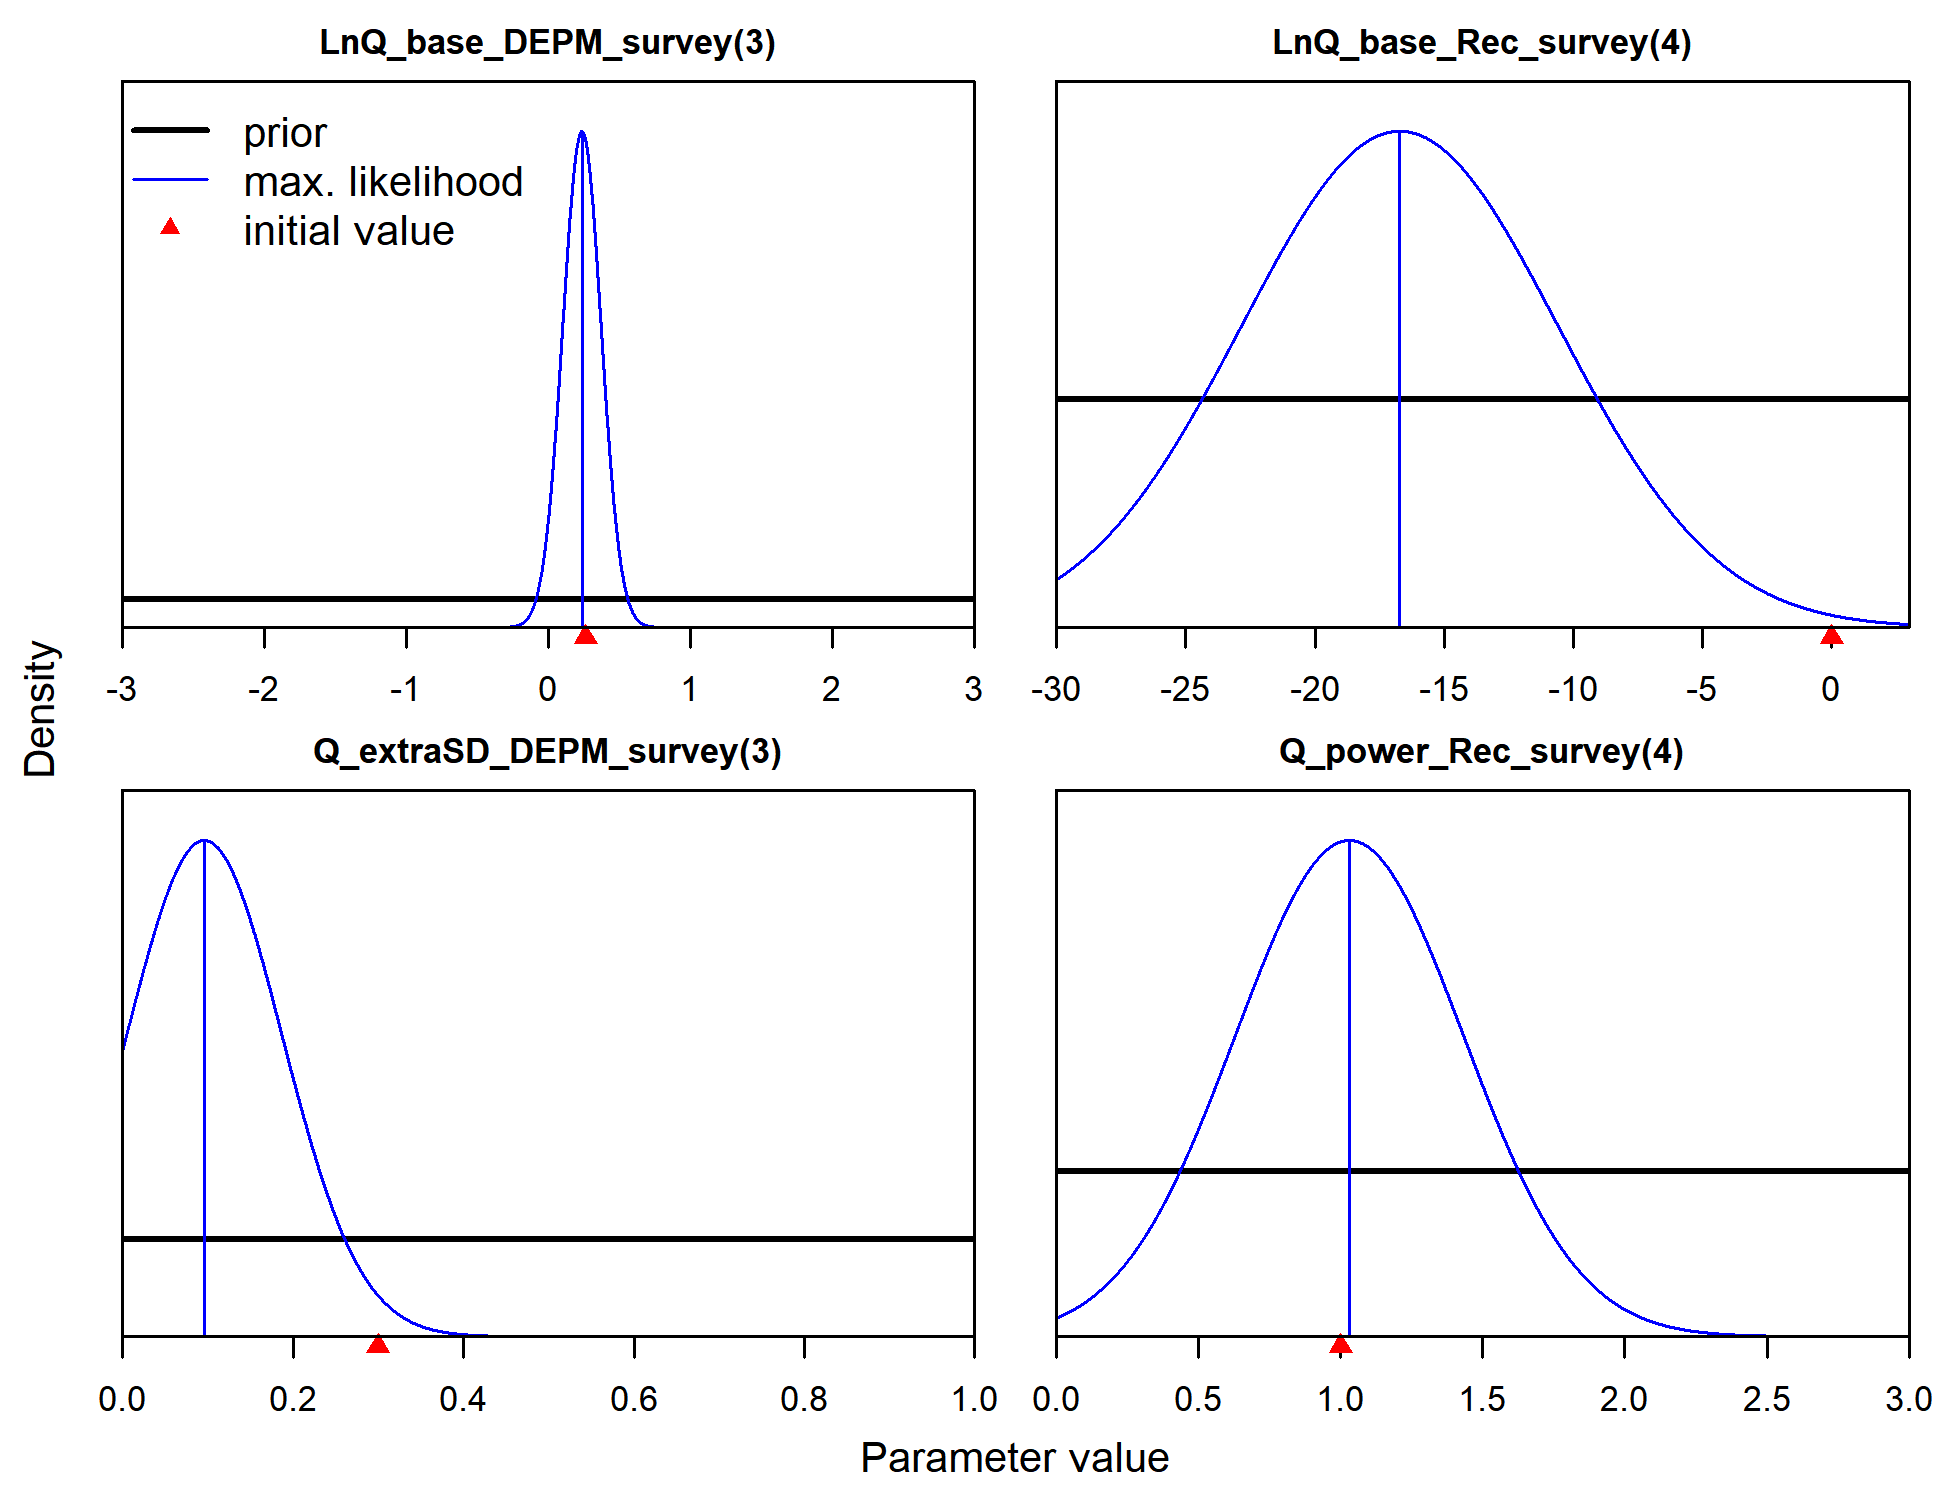 LnQ_base_DEPM_survey(3)
LnQ_base_Rec_survey(4)
prior
max. likelihood
initial value
-3 -2 -1 0 1 2 3
-30 -25 -20 -15 -10 -5 0
Density
Q_extraSD_DEPM_survey(3)
Q_power_Rec_survey(4)
0.0 0.2 0.4 0.6 0.8 1.0
0.0 0.5 1.0 1.5 2.0 2.5 3.0
Parameter value